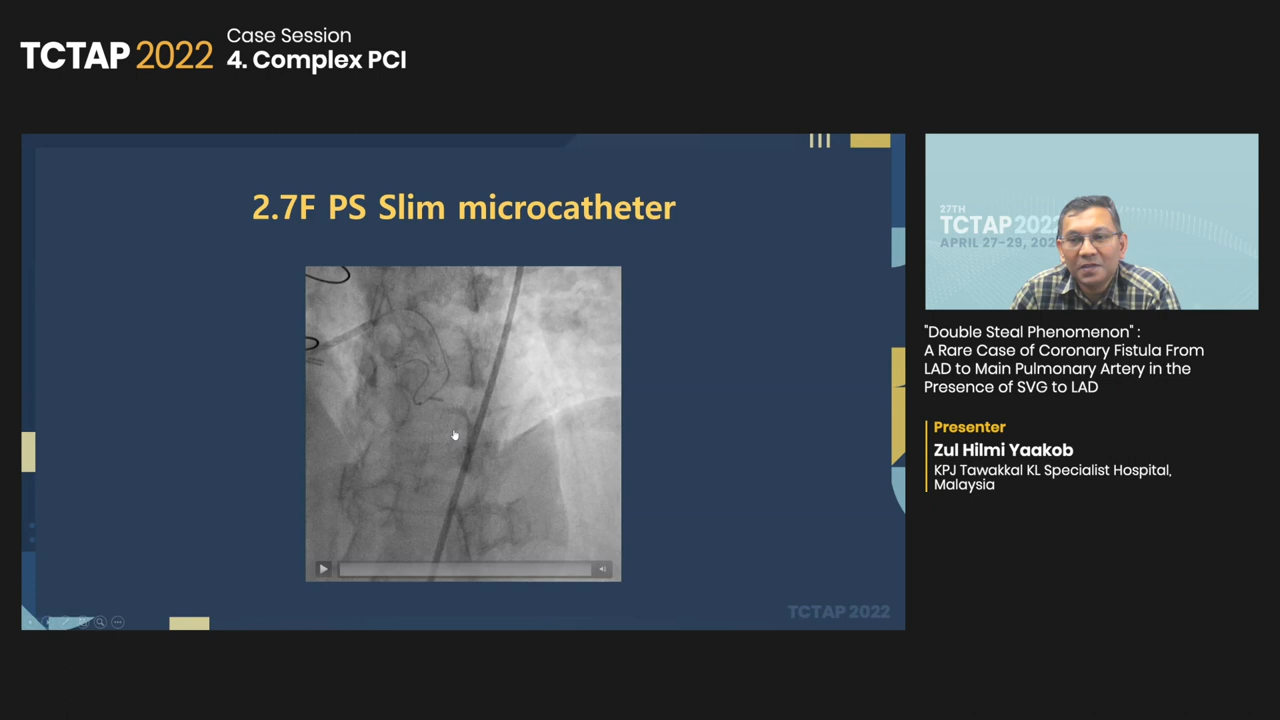 TCTAP 2022
Case Session
4. Complex PCI
2.7F PS Slim microcatheter
TCTAP 2022
27TH
TCTAP 2022
APRIL 27-29, 202
"Double Steal Phenomenon" :
A Rare Case of Coronary Fistula From
LAD to Main Pulmonary Artery in the
Presence of SVG to LAD
Presenter
Zul Hilmi Yaakob
KPJ Tawakkal KL Specialist Hospital,
Malaysia